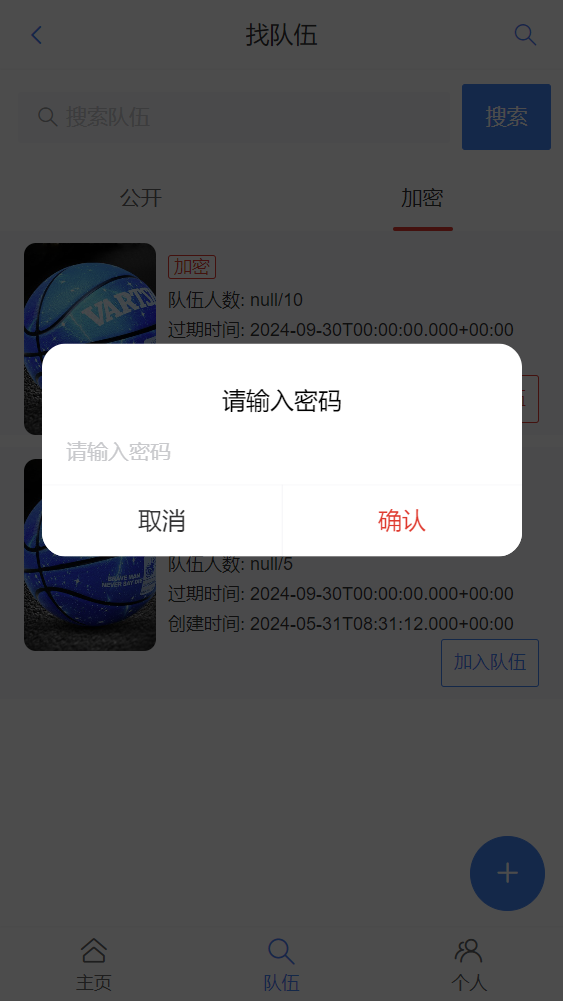 找队伍
搜索队伍
搜索
公开
加密
加密
队伍人数: null/10
过期时间: 2024-09-30T00:00:00.000+00:00
请输入密码
请输入密码
取消
确认
队伍人数: null/5
过期时间: 2024-09-30T00:00:00.000+00:00
创建时间: 2024-05-31T08:31:12.000+00:00
加入队伍
主页
队伍
个人